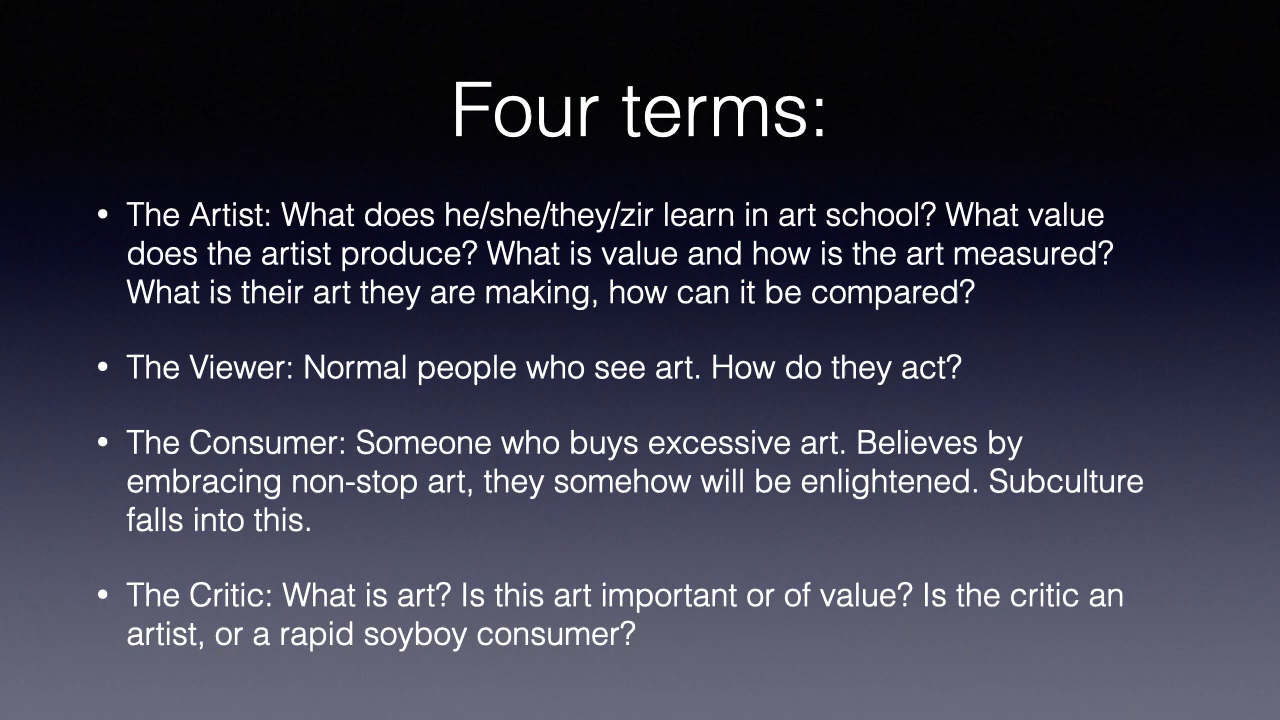 Four terms:
• The Artist: What does he/she/they/zir learn in art school? What value
does the artist produce? What is value and how is the art measured?
What is their art they are making, how can it be compared?
• The Viewer: Normal people who see art. How do they act?
• The Consumer: Someone who buys excessive art. Believes by
embracing non-stop art, they somehow will be enlightened. Subculture
falls into this.
• The Critic: What is art? Is this art important or of value? Is the critic an
artist, or a rapid soyboy consumer?